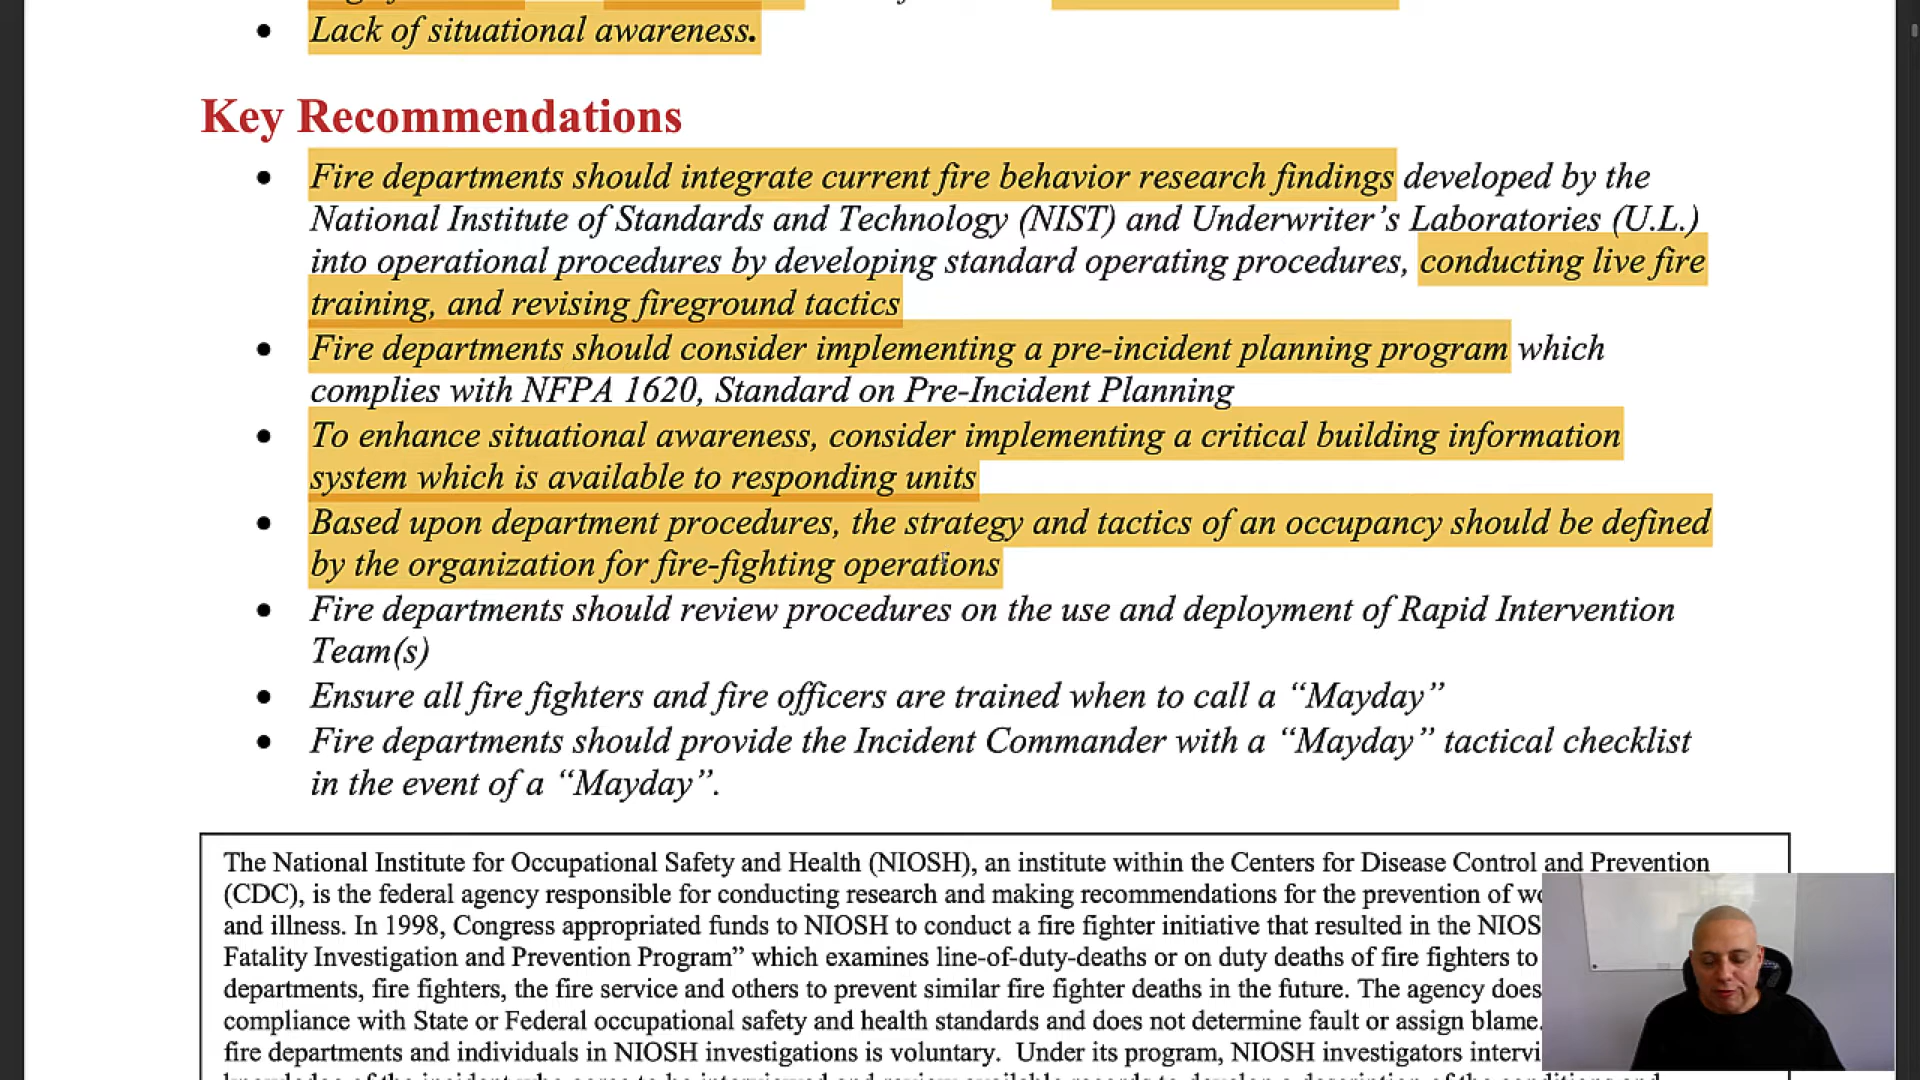 Lack of situational awareness.
Key Recommendations
Fire departments should integrate current fire behavior research findings developed by the
National Institute of Standards and Technology (NIST) and Underwriter’s Laboratories (U.L.)
into operational procedures by developing standard operating procedures, conducting live fire
training, and revising fireground tactics
Fire departments should consider implementing a pre-incident planning program which
complies with NFPA 1620, Standard on Pre-Incident Planning
To enhance situational awareness, consider implementing a critical building information
system which is available to responding units
Based upon department procedures, the strategy and tactics of an occupancy should be defined
by the organization for fire-fighting operations
Fire departments should review procedures on the use and deployment of Rapid Intervention
Team(s)
Ensure all fire fighters and fire officers are trained when to call a “Mayday”
Fire departments should provide the Incident Commander with a “Mayday” tactical checklist
in the event of a “Mayday”.
The National Institute for Occupational Safety and Health (NIOSH), an institute within the Centers for Disease Control and Prevention
(CDC), is the federal agency responsible for conducting research and making recommendations for the prevention of
and illness. In 1998, Congress appropriated funds to NIOSH to conduct a fire fighter initiative that resulted in the NIOS
Fatality Investigation and Prevention Program” which examines line-of-duty-deaths or on duty deaths of fire fighters to
departments, fire fighters, the fire service and others to prevent similar fire fighter deaths in the future. The agency does
compliance with State or Federal occupational safety and health standards and does not determine fault or assign blame.
fire departments and individuals in NIOSH investigations is voluntary. Under its program, NIOSH investigators intervi